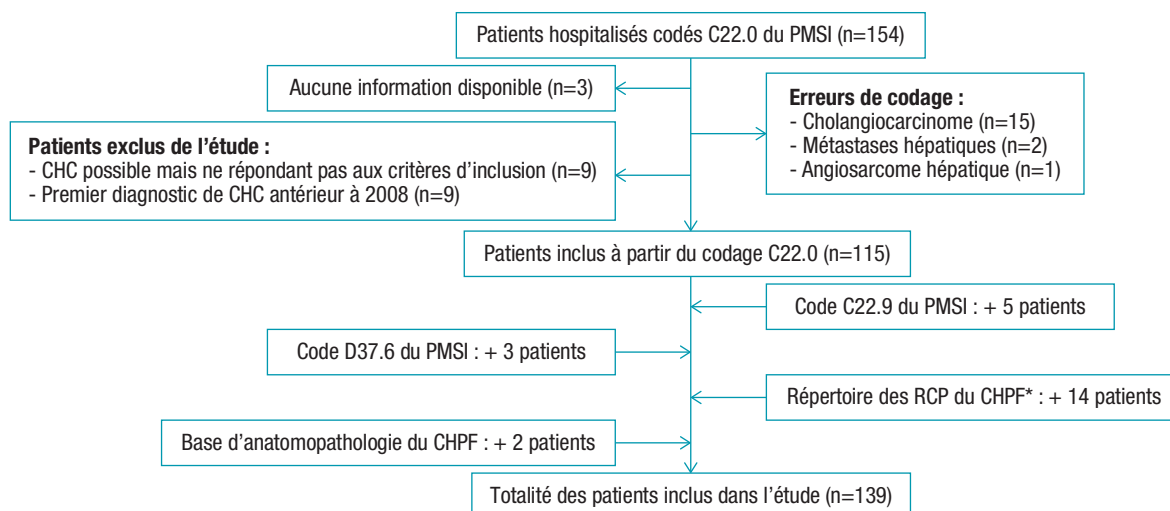 Patients hospitalisés codés C22.0 du PMSI (n=154)
Aucune information disponible (n=3)
Erreurs de codage :
- Cholangiocarcinome (n=15)
- Métastases hépatiques (n=2)
- Angiosarcome hépatique (n=1)
Patients exclus de l'étude :
- CHC possible mais ne répondant pas aux critères d'inclusion (n=9)
- Premier diagnostic de CHC antérieur à 2008 (n=9)
Patients inclus à partir du codage C22.0 (n=115)
Code C22.9 du PMSI : + 5 patients
Code D37.6 du PMSI : + 3 patients
Répertoire des RCP du CHPF* : + 14 patients
Base d'anatomopathologie du CHPF : + 2 patients
Totalité des patients inclus dans l'étude (n=139)